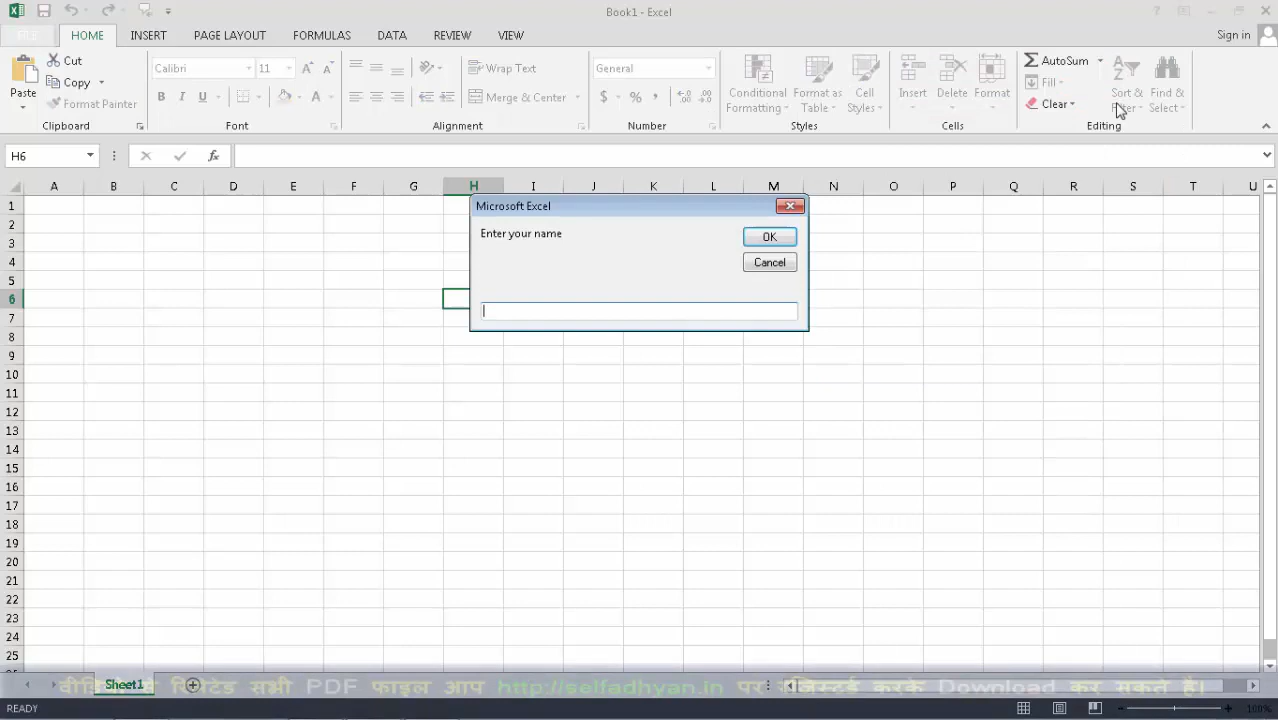 Book1 - Excel
HOME INSERT PAGE LAYOUT FORMULAS DATA REVIEW VIEW
Sign in
Cut
Copy
Format Painter
Paste
Clipboard
Calibri 11
B I U
Font
Wrap Text
Merge & Center
Alignment
General
$ % ,
Number
Conditional Formatting
Format as Table
Cell Styles
Styles
Insert Delete Format
Cells
AutoSum
Fill
Clear
Sort & Filter
Find & Select
Editing
H6
fx
A B C D E F G H I J K L M N O P Q R S T U
1
2
3
4
5
6
7
8
9
10
11
12
13
14
15
16
17
18
19
20
21
22
23
24
25
Microsoft Excel
Enter your name
OK
Cancel
Sheet1
सभी PDF फाइल आप http://selfadhyan.in पर रजिस्टर्ड करके Download कर सकते है।
READY
100%